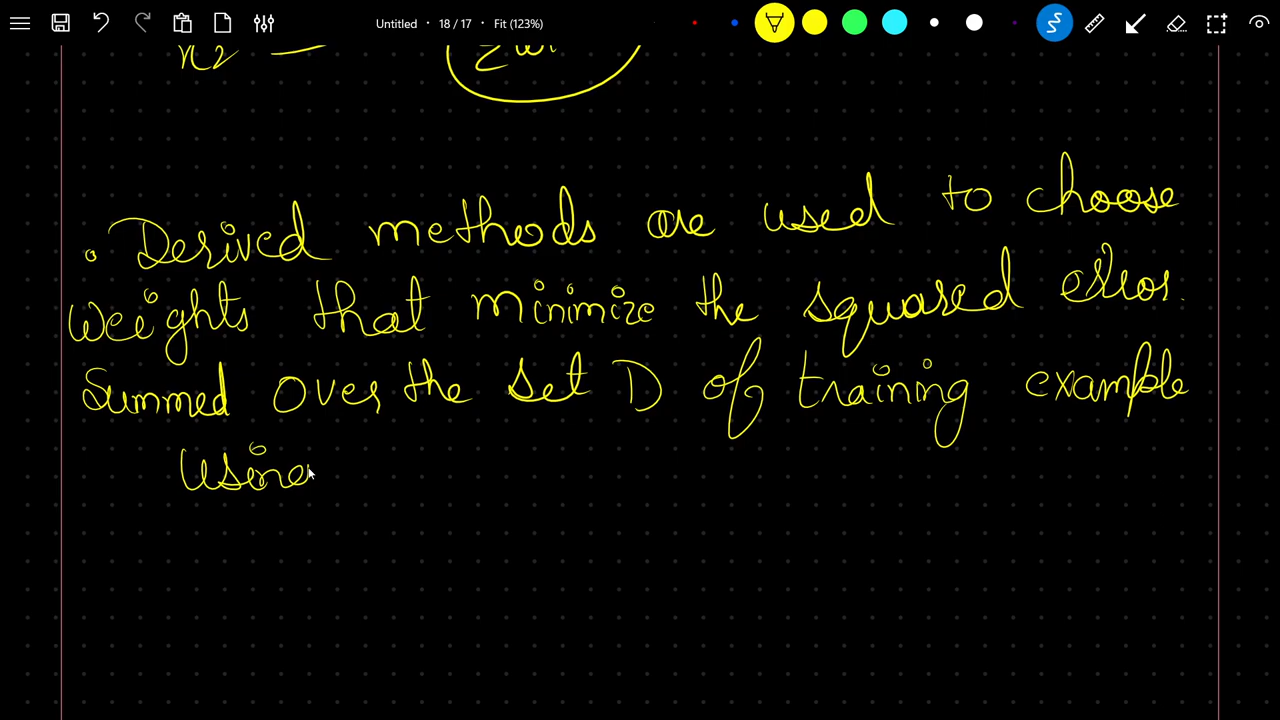 Untitled • 18 / 17 • Fit (123%)
• Derived methods are used to choose
weights that minimize the squared error.
Summed over the set D of training example
Usin